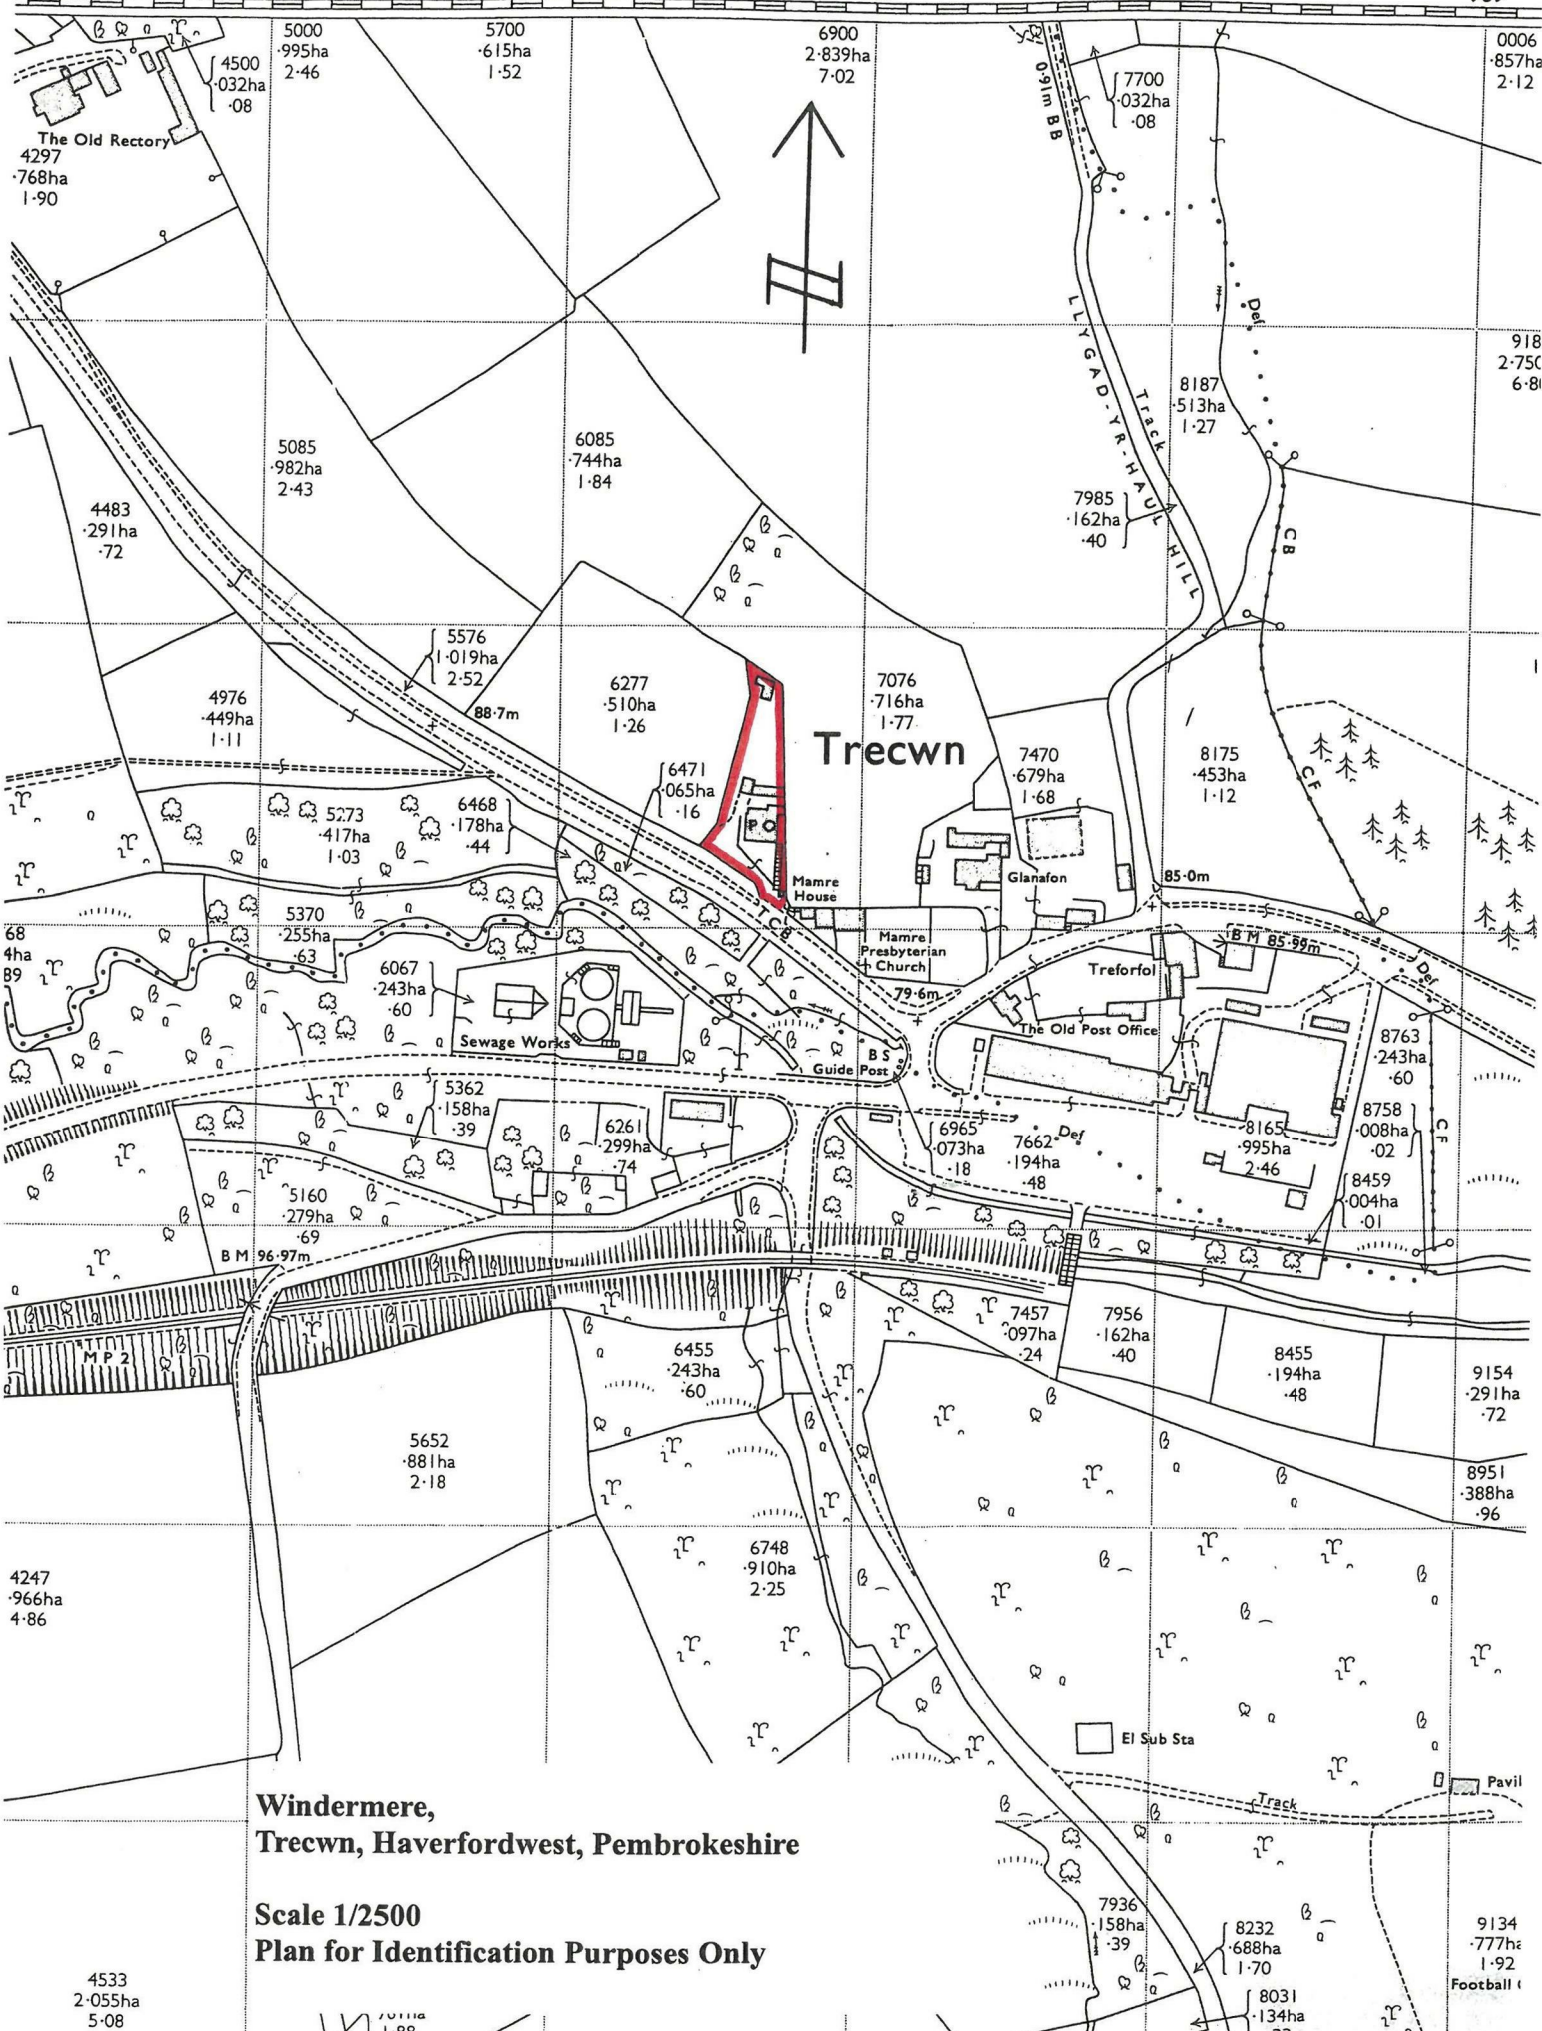 5000
·995ha
2·46
5700
·615ha
1·52
6900
2·839ha
7·02
0006
·857ha
2·12
4500
·032ha
·08
7700
·032ha
·08
0·91m BB
The Old Rectory
4297
·768ha
1·90
Def
2·750
LLYGAD-YR-HAUL HILL
Track
8187
·513ha
1·27
5085
·982ha
2·43
6085
·744ha
1·84
4483
·291ha
·72
7985
·162ha
·40
CB
5576
1·019ha
2·52
88·7m
4976
·449ha
1·11
6277
·510ha
1·26
7076
·716ha
1·77
Trecwn
7470
·679ha
1·68
8175
·453ha
1·12
CF
6471
·065ha
·16
5273
·417ha
1·03
6468
·178ha
·44
PO
Mamre
House
Glanafon
85·0m
TCB
5370
·255ha
·63
68
4ha
89
Mamre
Presbyterian
Church
Treforfol
BM 85·99m
Def
6067
·243ha
·60
79·6m
The Old Post Office
Sewage Works
BS
Guide Post
8763
·243ha
·60
5362
·158ha
·39
6261
·299ha
·74
6965
·073ha
·18
7662
·194ha
·48
Def
8165
·995ha
2·46
8758
·008ha
·02
CF
8459
·004ha
·01
5160
·279ha
·69
BM 96·97m
MP 2
6455
·243ha
·60
7457
·097ha
·24
7956
·162ha
·40
8455
·194ha
·48
9154
·291ha
·72
5652
·881ha
2·18
8951
·388ha
·96
6748
·910ha
2·25
4247
·966ha
4·86
El Sub Sta
Pavil
Track
Windermere,
Trecwn, Haverfordwest, Pembrokeshire
Scale 1/2500
Plan for Identification Purposes Only
7936
·158ha
·39
8232
·688ha
1·70
9134
·777ha
1·92
Football
4533
2·055ha
5·08
8031
·134ha